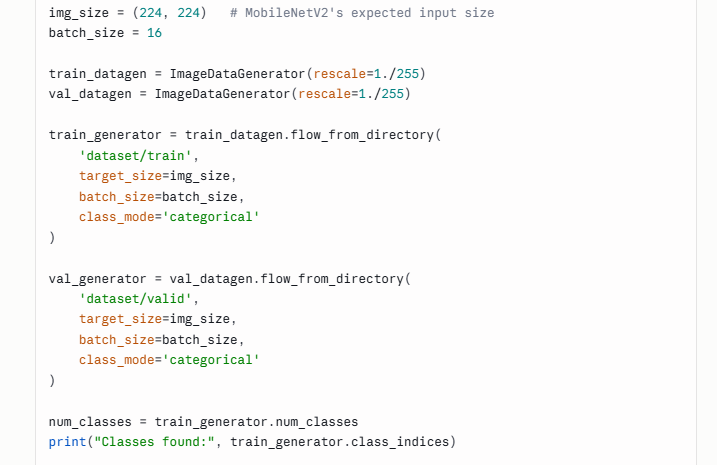 img_size = (224, 224)   # MobileNetV2's expected input size
batch_size = 16

train_datagen = ImageDataGenerator(rescale=1./255)
val_datagen = ImageDataGenerator(rescale=1./255)

train_generator = train_datagen.flow_from_directory(
    'dataset/train',
    target_size=img_size,
    batch_size=batch_size,
    class_mode='categorical'
)

val_generator = val_datagen.flow_from_directory(
    'dataset/valid',
    target_size=img_size,
    batch_size=batch_size,
    class_mode='categorical'
)

num_classes = train_generator.num_classes
print("Classes found:", train_generator.class_indices)